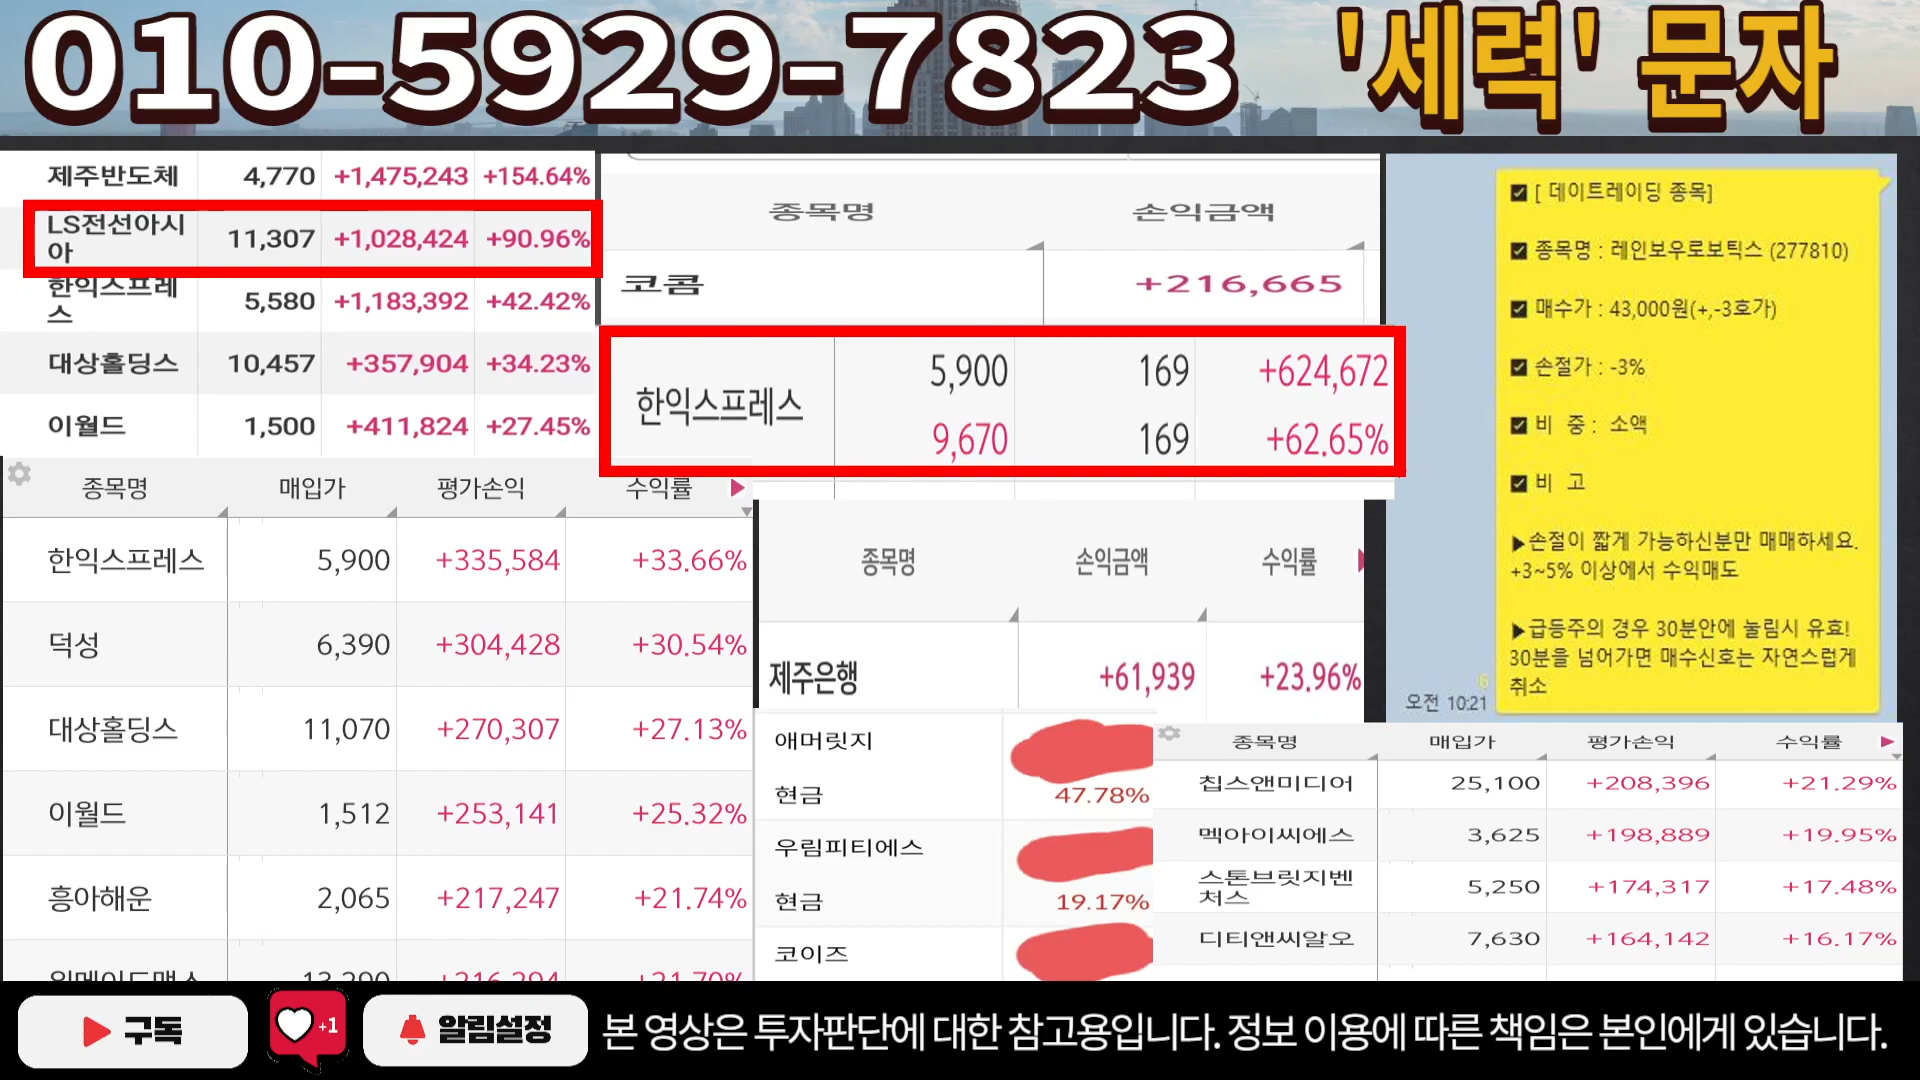 010-5929-7823 '세력' 문자
제주반도체 4,770 +1,475,243 +154.64%
LS전선아시
아 11,307 +1,028,424 +90.96%
한익스프레
스 5,580 +1,183,392 +42.42%
대상홀딩스 10,457 +357,904 +34.23%
이월드 1,500 +411,824 +27.45%
종목명 손익금액
코콤 +216,665
한익스프레스
5,900 169 +624,672
9,670 169 +62.65%
☑ [ 데이트레이딩 종목]
☑ 종목명 : 레인보우로보틱스 (277810)
☑ 매수가 : 43,000원(+,-3호가)
☑ 손절가 : -3%
☑ 비 중 : 소액
☑ 비 고
▶손절이 짧게 가능하신분만 매매하세요.
+3~5% 이상에서 수익매도
▶급등주의 경우 30분안에 눌림시 유효!
30분을 넘어가면 매수신호는 자연스럽게
취소
6
오전 10:21
종목명 매입가 평가손익 수익률
한익스프레스 5,900 +335,584 +33.66%
덕성 6,390 +304,428 +30.54%
대상홀딩스 11,070 +270,307 +27.13%
이월드 1,512 +253,141 +25.32%
흥아해운 2,065 +217,247 +21.74%
종목명 손익금액 수익률
제주은행 +61,939 +23.96%
애머릿지
현금 47.78%
우림피티에스
현금 19.17%
코이즈
종목명 매입가 평가손익 수익률
칩스앤미디어 25,100 +208,396 +21.29%
멕아이씨에스 3,625 +198,889 +19.95%
스톤브릿지벤
처스 5,250 +174,317 +17.48%
디티앤씨알오 7,630 +164,142 +16.17%
구독
+1
알림설정
본 영상은 투자판단에 대한 참고용입니다. 정보 이용에 따른 책임은 본인에게 있습니다.